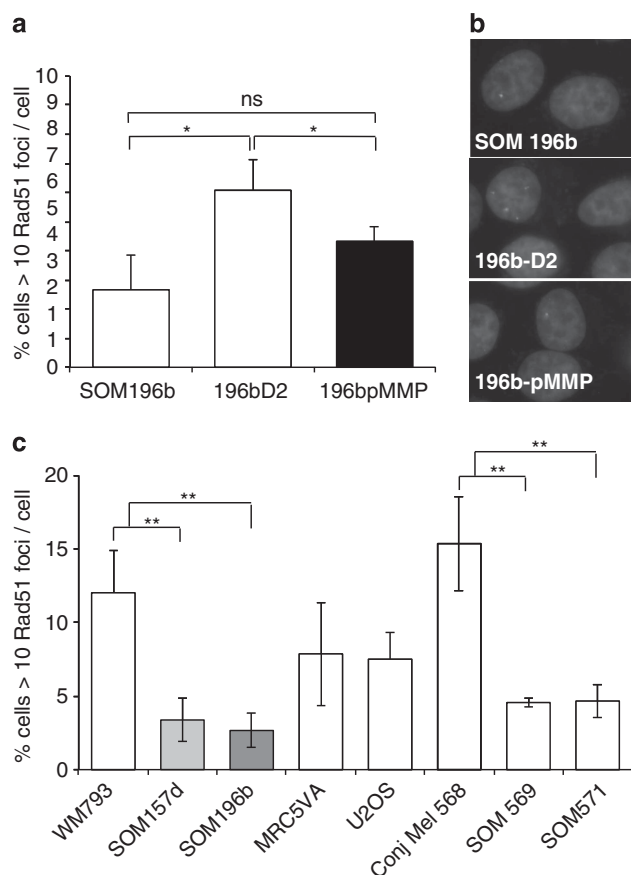 a
% cells > 10 Rad51 foci / cell
10
9
8
7
6
5
4
3
2
1
1
0
ns
*
*
SOM196b
196bD2
196bpMMP
b
SOM 196b
196b-D2
196b-pMMP
c
% cells > 10 Rad51 foci / cell
20
15
10
5
0
**
**
**
**
WM793
SOM157d
SOM196b
MRC5VA
U2OS
Conj Mel 568
SOM 569
SOM571